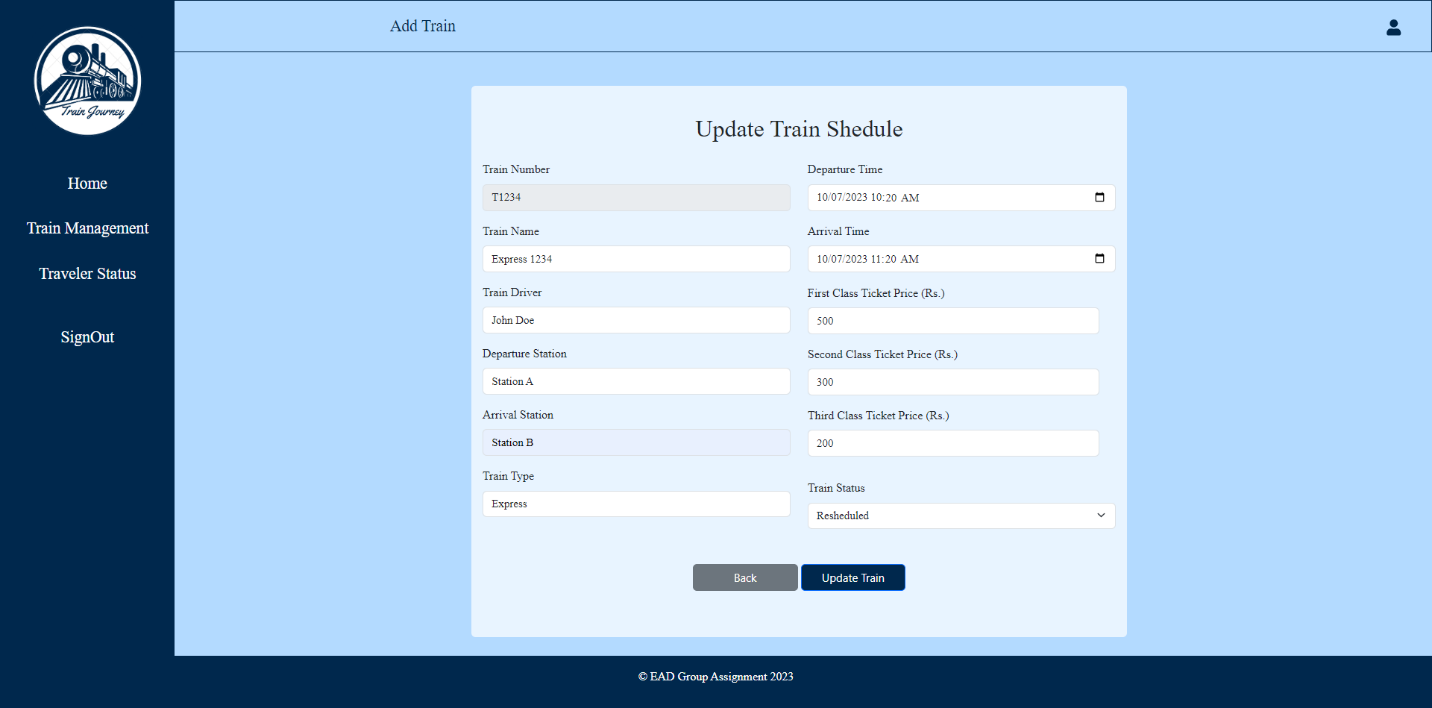 Train Journey
Home
Train Management
Traveler Status
SignOut
Add Train
Update Train Shedule
Train Number
T1234
Train Name
Express 1234
Train Driver
John Doe
Departure Station
Station A
Arrival Station
Station B
Train Type
Express
Departure Time
10/07/2023 10:20 AM
Arrival Time
10/07/2023 11:20 AM
First Class Ticket Price (Rs.)
500
Second Class Ticket Price (Rs.)
300
Third Class Ticket Price (Rs.)
200
Train Status
Resheduled
Back
Update Train
© EAD Group Assignment 2023